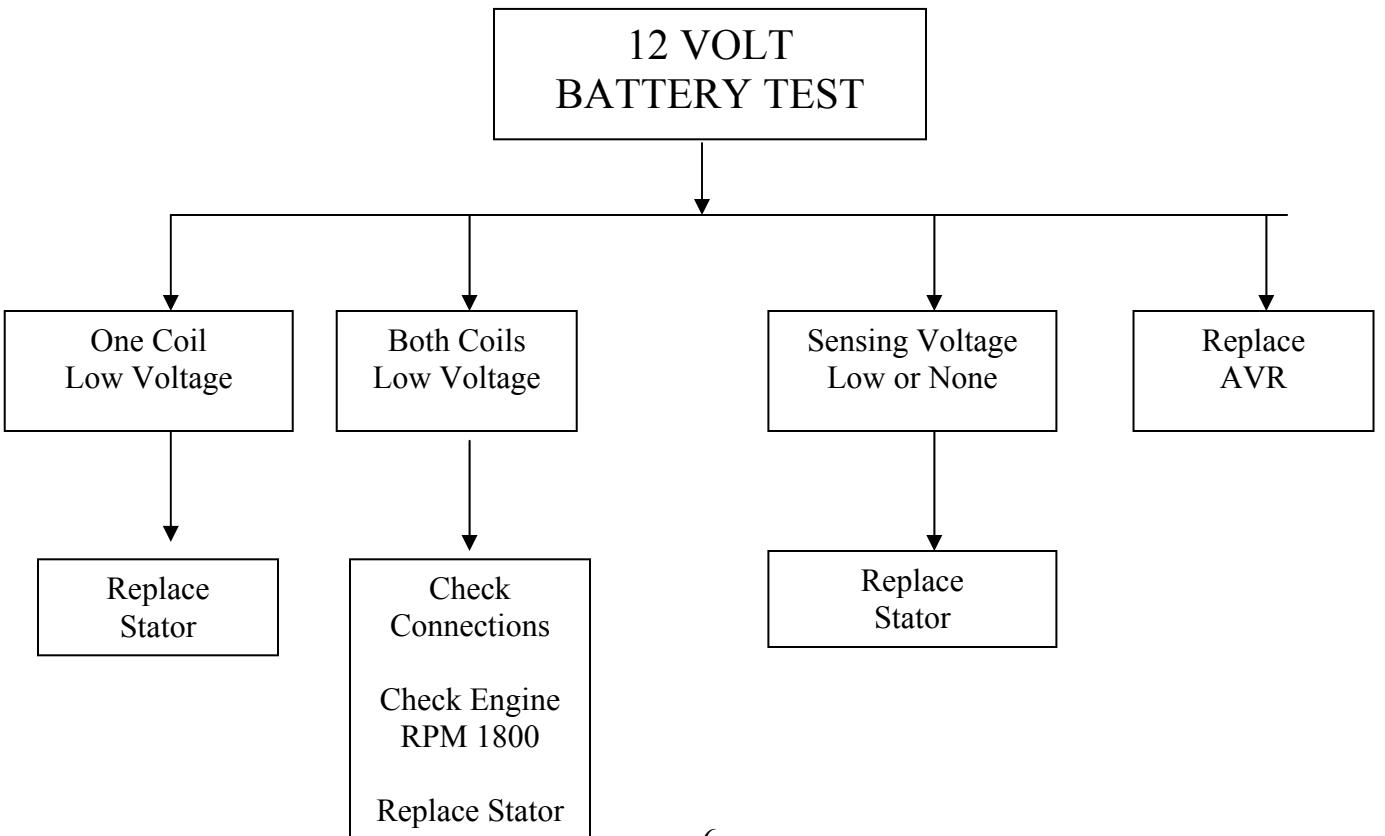 12 VOLT
BATTERY TEST
One Coil
Low Voltage
Both Coils
Low Voltage
Sensing Voltage
Low or None
Replace
AVR
Replace
Stator
Check
Connections
Check Engine
RPM 1800
Replace Stator
Replace
Stator